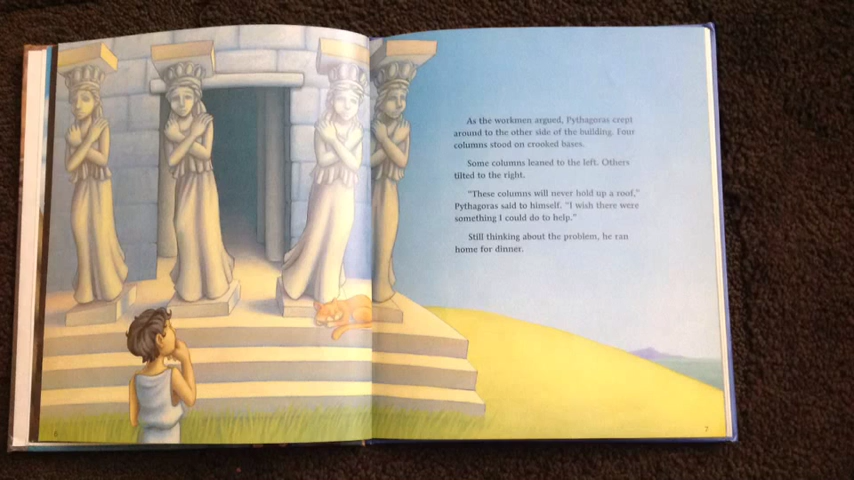 As the workmen argued, Pythagoras crept
around to the other side of the building. Four
columns stood on crooked bases.
Some columns leaned to the left. Others
tilted to the right.
"These columns will never hold up a roof,"
Pythagoras said to himself. "I wish there were
something I could do to help."
Still thinking about the problem, he ran
home for dinner.
6
7